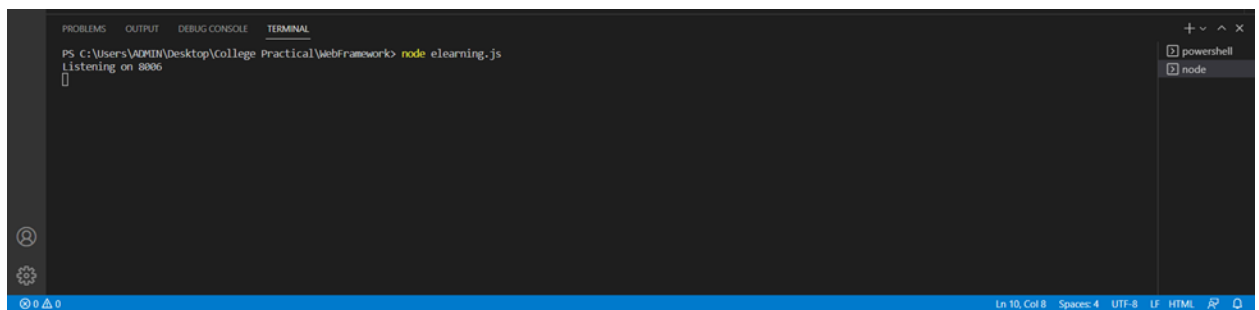 PROBLEMS OUTPUT DEBUG CONSOLE TERMINAL
PS C:\Users\ADMIN\Desktop\College Practical\WebFramework> node elearning.js
Listening on 8006
powershell
node
0 0 Ln 10, Col 8 Spaces: 4 UTF-8 LF HTML